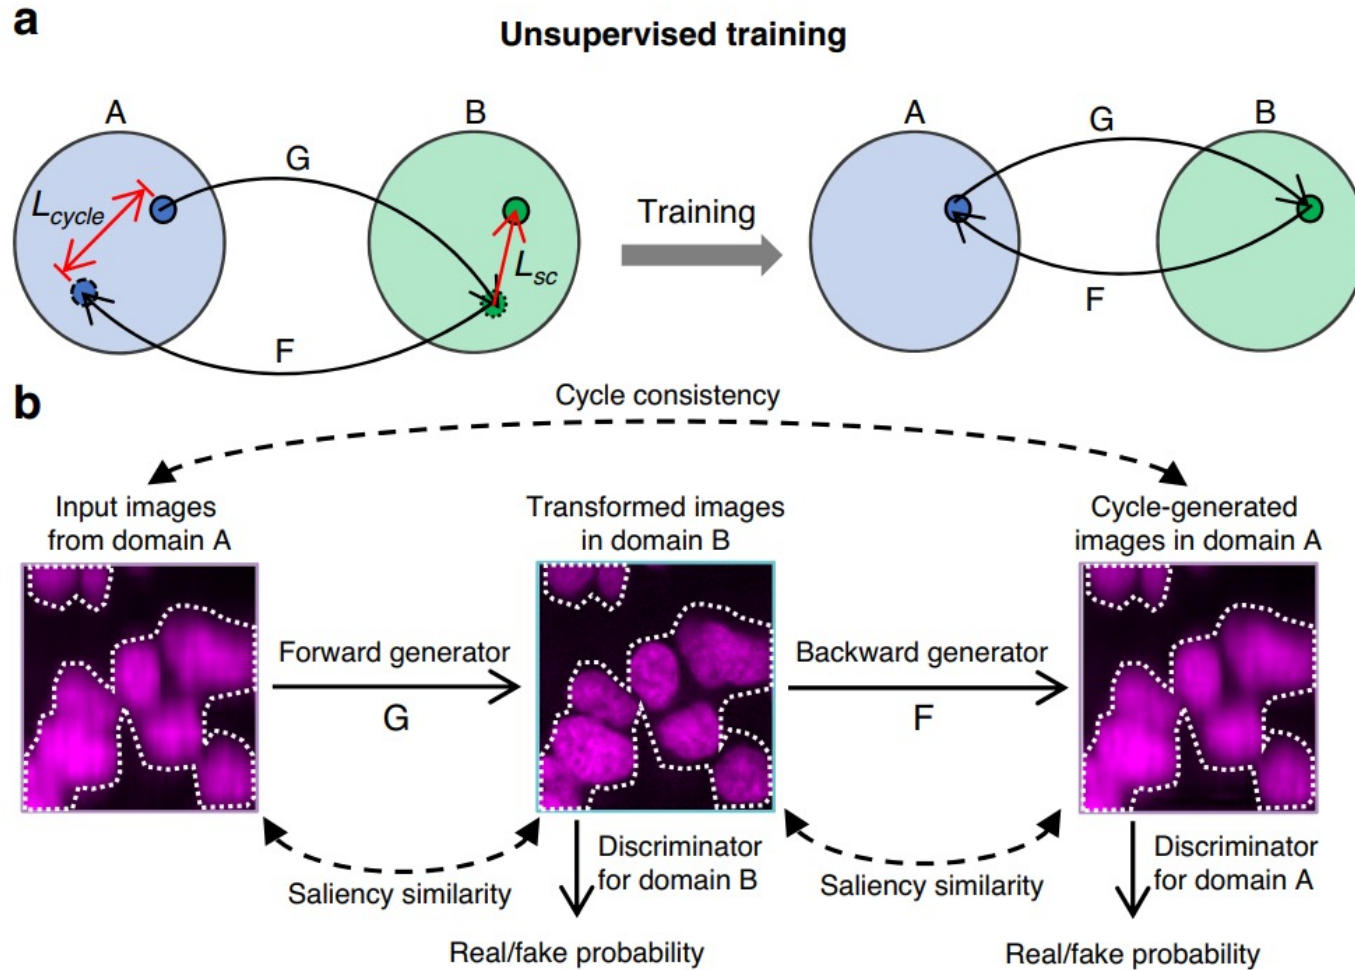 a
Unsupervised training
A
B
G
L_cycle
L_sc
F
Training
A
B
G
F
b
Cycle consistency
Input images
from domain A
Transformed images
in domain B
Cycle-generated
images in domain A
Forward generator
G
Backward generator
F
Saliency similarity
Discriminator
for domain B
Saliency similarity
Discriminator
for domain A
Real/fake probability
Real/fake probability